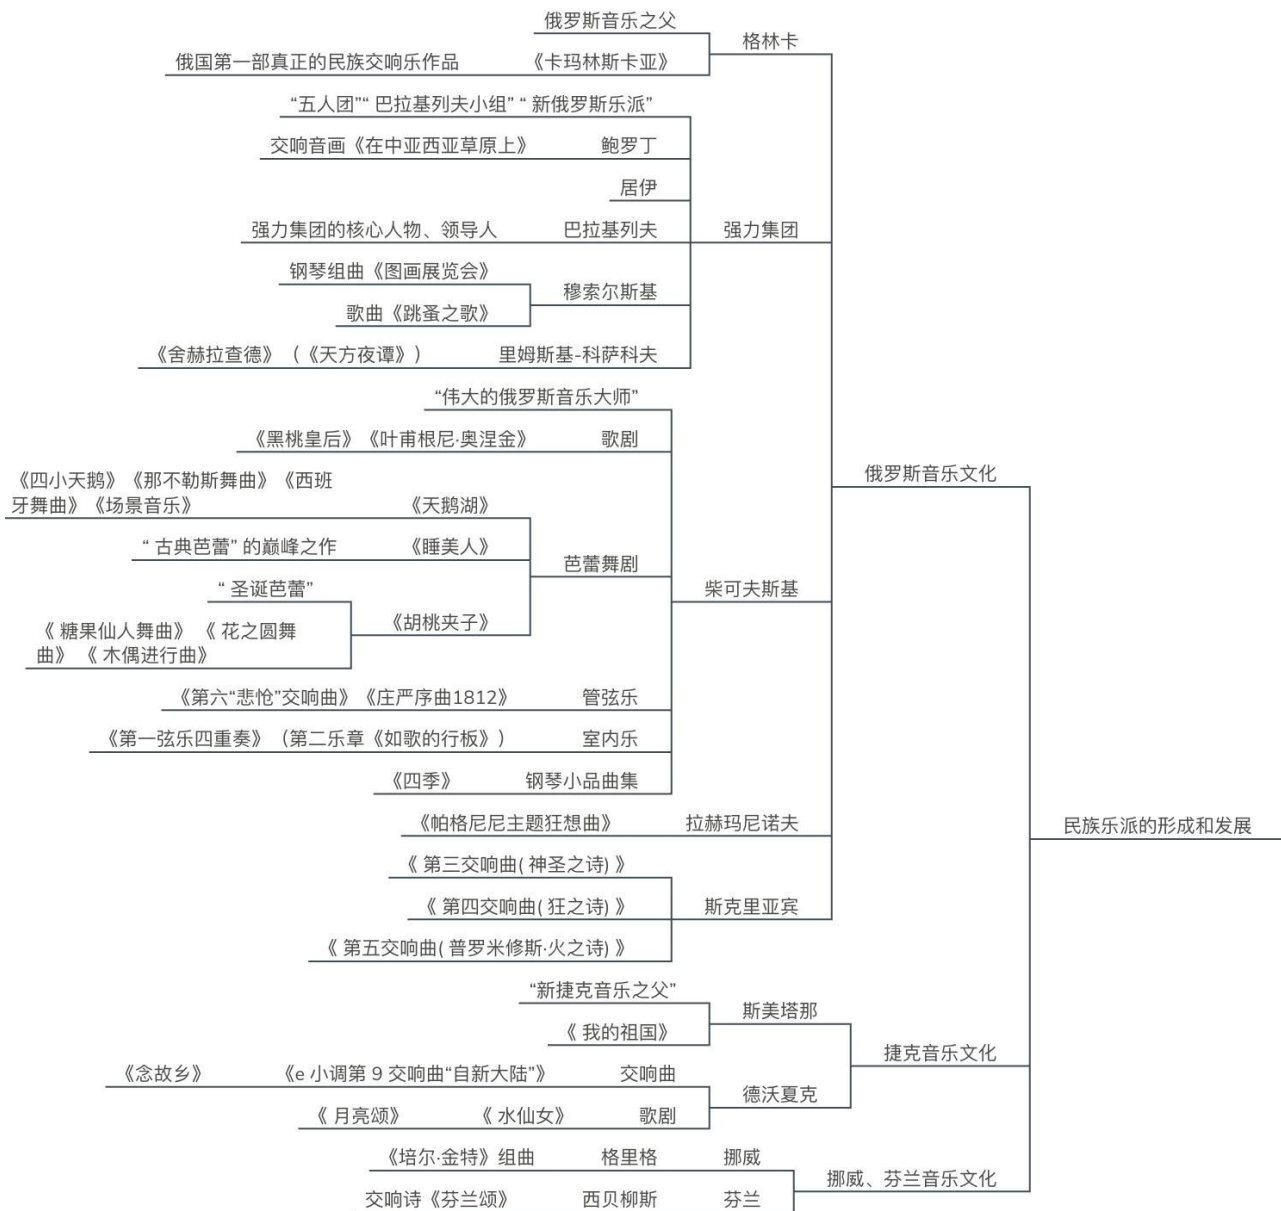 俄罗斯音乐之父
格林卡
俄国第一部真正的民族交响乐作品 《卡玛林斯卡亚》
“五人团”“ 巴拉基列夫小组” “ 新俄罗斯乐派”
交响音画《在中亚西亚草原上》 鲍罗丁
居伊
强力集团的核心人物、领导人 巴拉基列夫 强力集团
钢琴组曲《图画展览会》
穆索尔斯基
歌曲《跳蚤之歌》
《舍赫拉查德》（《天方夜谭》） 里姆斯基-科萨科夫
“伟大的俄罗斯音乐大师”
《黑桃皇后》《叶甫根尼·奥涅金》 歌剧
俄罗斯音乐文化
《四小天鹅》《那不勒斯舞曲》《西班
牙舞曲》《场景音乐》 《天鹅湖》
“ 古典芭蕾” 的巅峰之作 《睡美人》
芭蕾舞剧
“ 圣诞芭蕾”
柴可夫斯基
《胡桃夹子》
《 糖果仙人舞曲》 《 花之圆舞
曲》 《 木偶进行曲》
《第六“悲怆”交响曲》《庄严序曲1812》 管弦乐
《第一弦乐四重奏》（第二乐章《如歌的行板》） 室内乐
《四季》 钢琴小品曲集
《帕格尼尼主题狂想曲》 拉赫玛尼诺夫
民族乐派的形成和发展
《 第三交响曲( 神圣之诗) 》
《 第四交响曲( 狂之诗) 》 斯克里亚宾
《 第五交响曲( 普罗米修斯·火之诗) 》
“新捷克音乐之父”
斯美塔那
《 我的祖国》
捷克音乐文化
《念故乡》 《e 小调第 9 交响曲“自新大陆”》 交响曲
德沃夏克
《 月亮颂》 《 水仙女》 歌剧
《培尔·金特》组曲 格里格 挪威
挪威、芬兰音乐文化
交响诗《芬兰颂》 西贝柳斯 芬兰